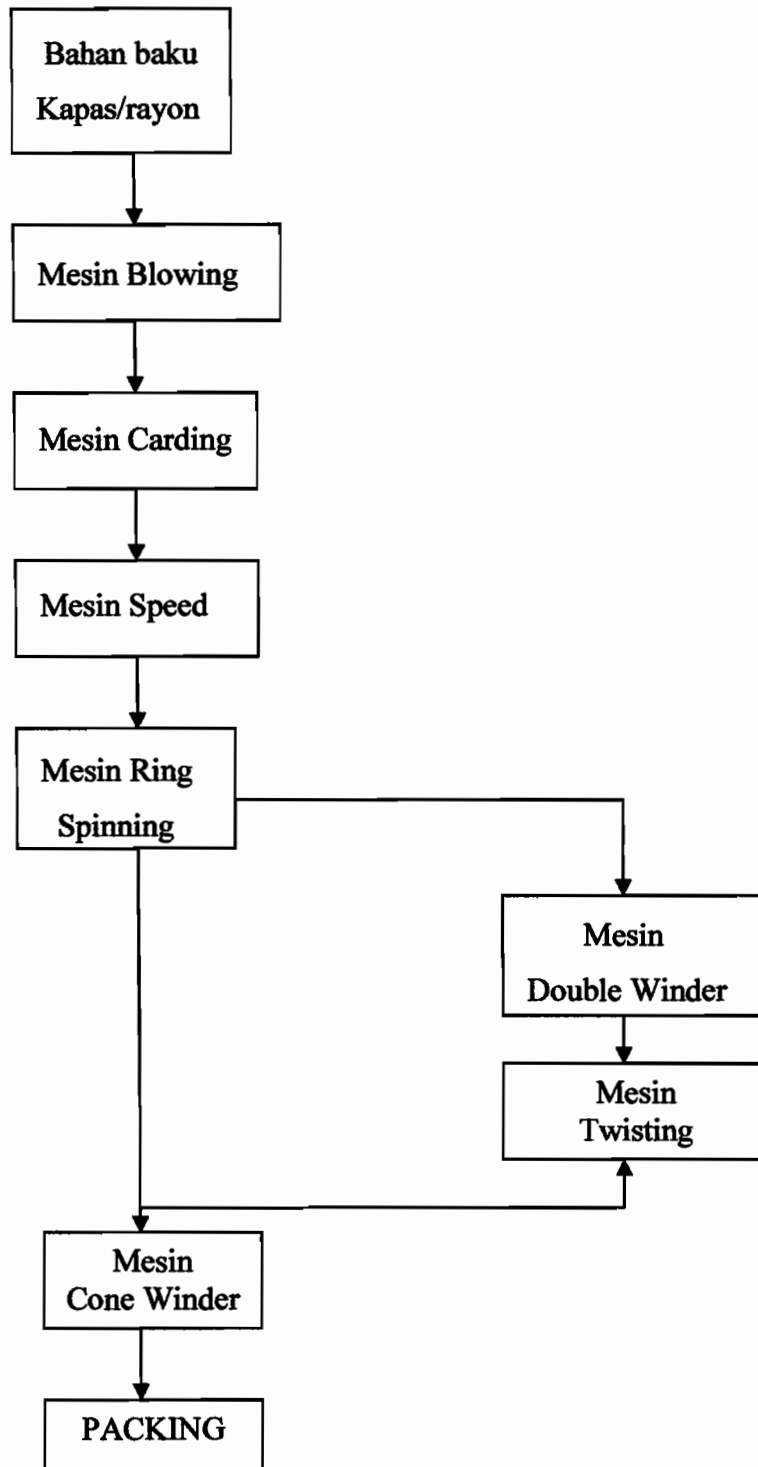 Bahan baku
Kapas/rayon
Mesin Blowing
Mesin Carding
Mesin Speed
Mesin Ring
Spinning
Mesin
Double Winder
Mesin
Twisting
Mesin
Cone Winder
PACKING